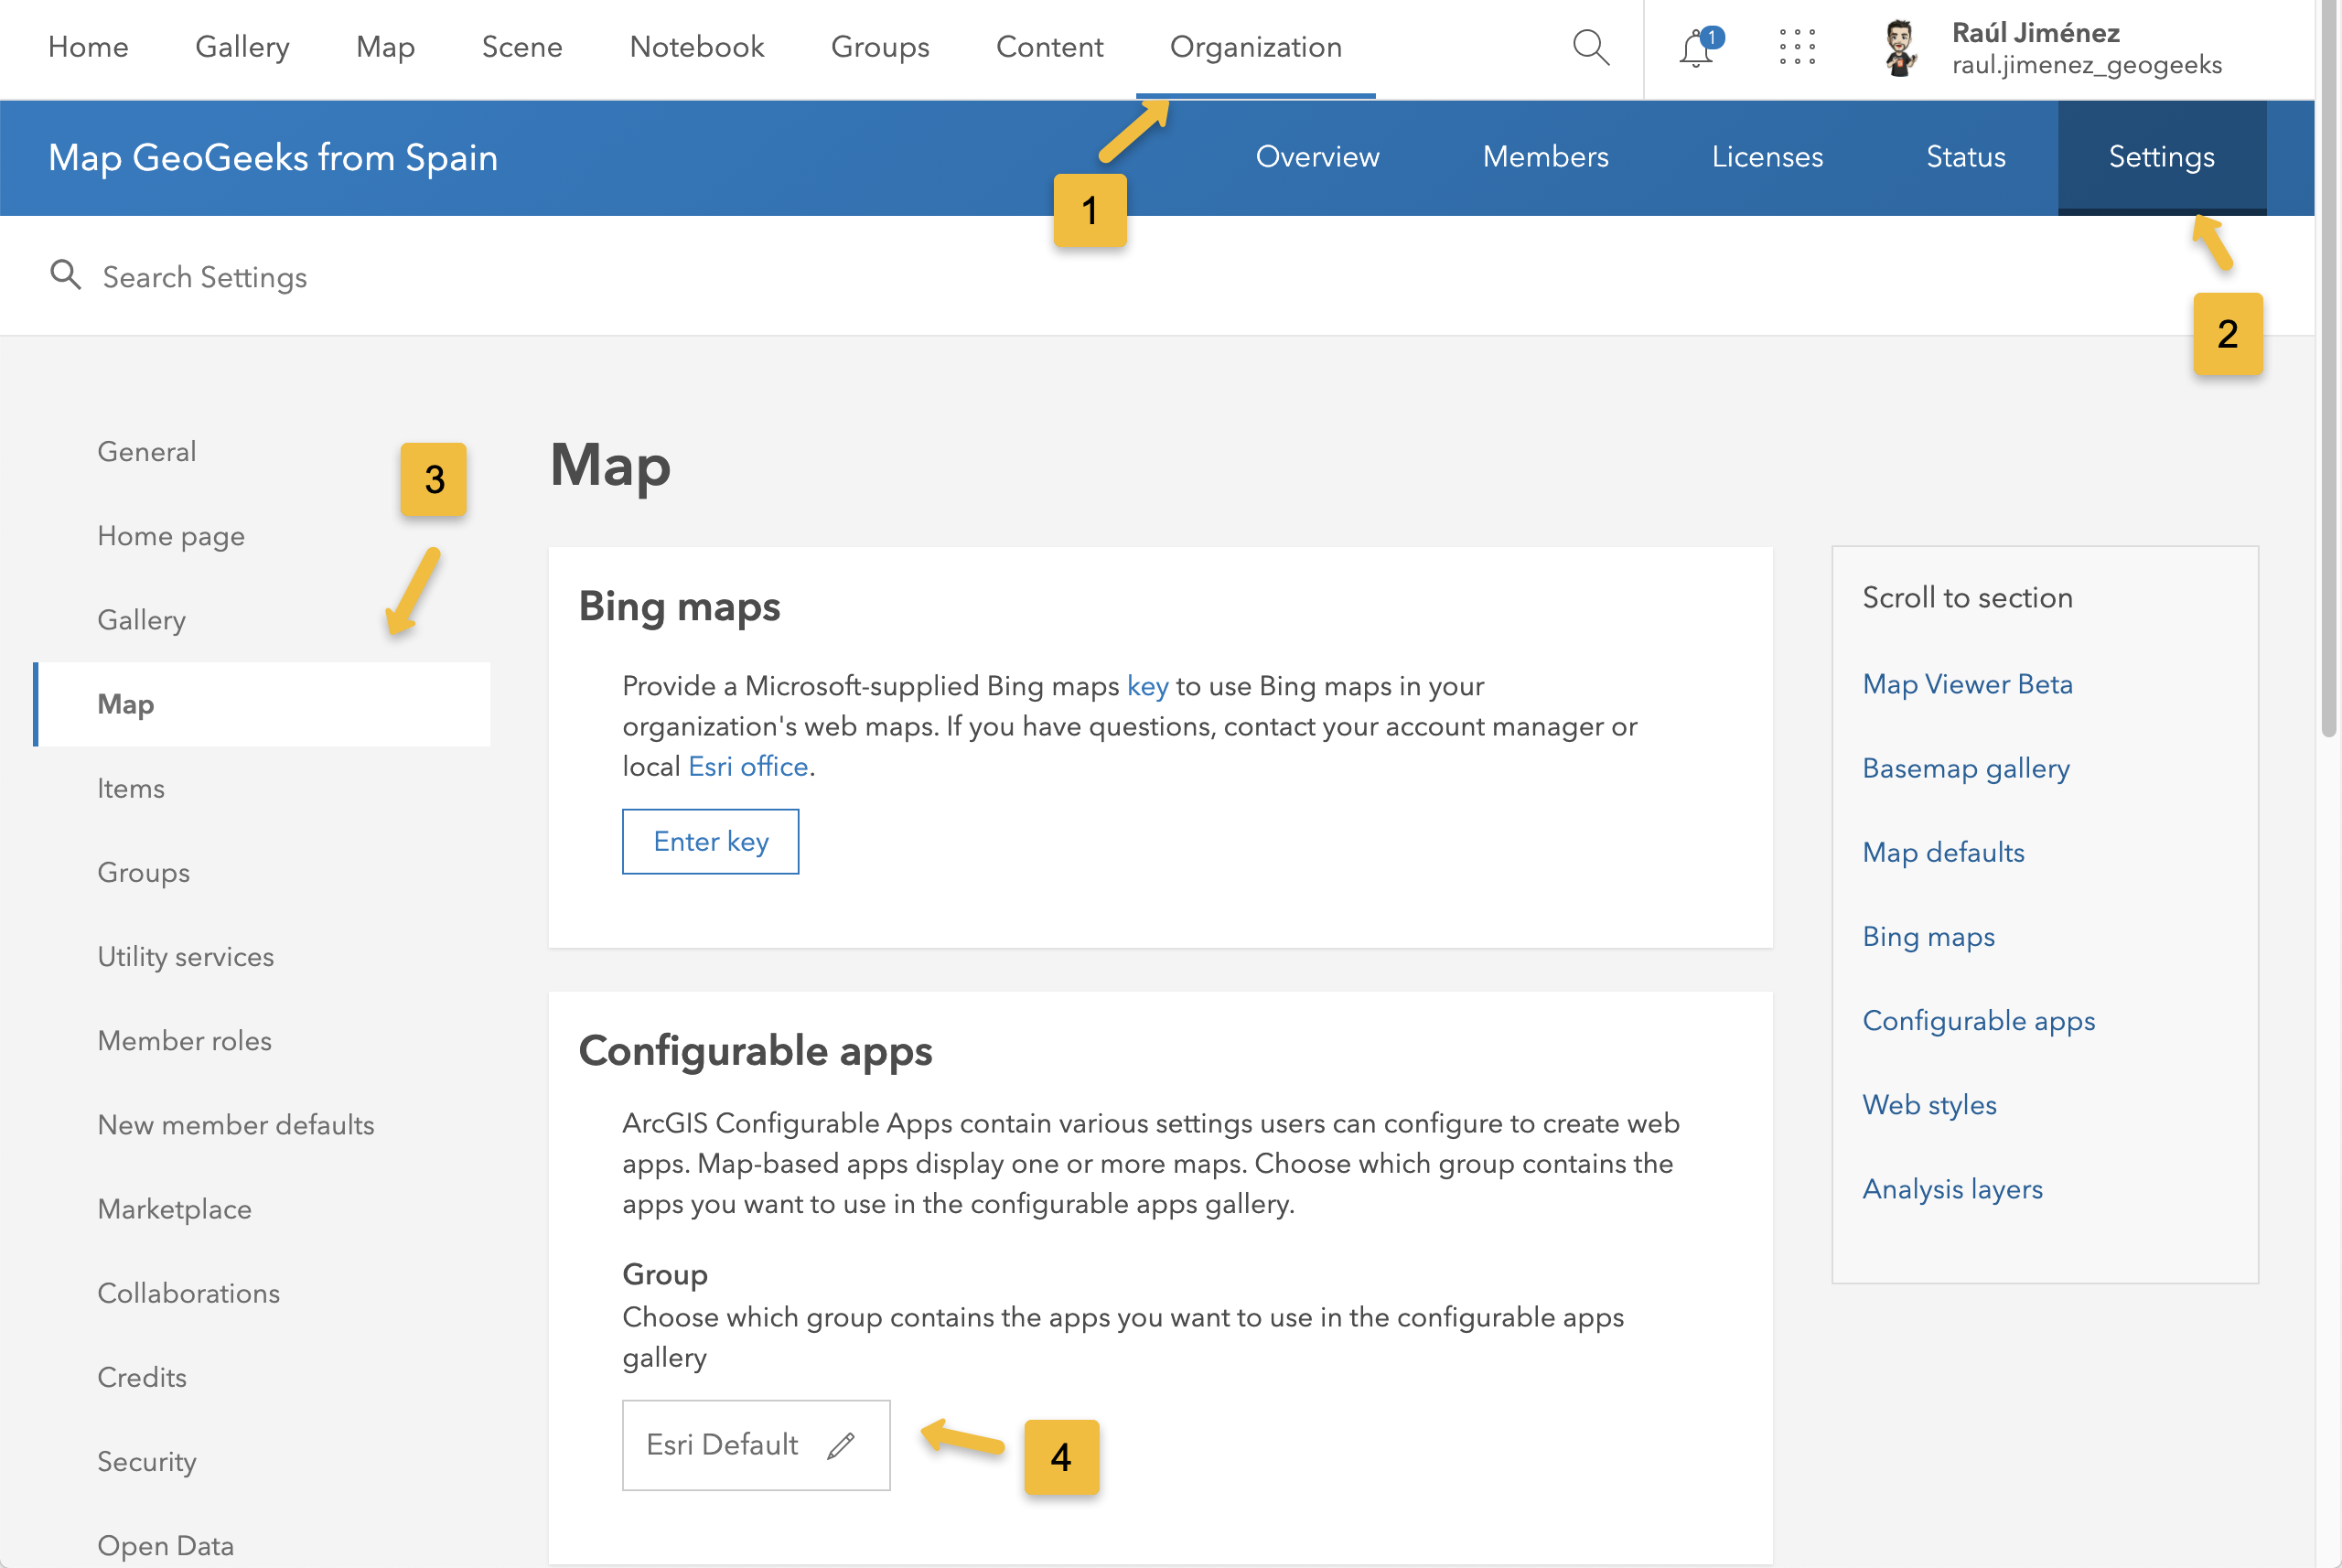 Home Gallery Map Scene Notebook Groups Content Organization
1
Raúl Jiménez
raul.jimenez_geogeeks
Map GeoGeeks from Spain
Overview Members Licenses Status Settings
1
2
Search Settings
General
Home page
Gallery
Map
Items
Groups
Utility services
Member roles
New member defaults
Marketplace
Collaborations
Credits
Security
Open Data
3
Map
Bing maps
Provide a Microsoft-supplied Bing maps key to use Bing maps in your
organization's web maps. If you have questions, contact your account manager or
local Esri office.
Enter key
Configurable apps
ArcGIS Configurable Apps contain various settings users can configure to create web
apps. Map-based apps display one or more maps. Choose which group contains the
apps you want to use in the configurable apps gallery.
Group
Choose which group contains the apps you want to use in the configurable apps
gallery
Esri Default
4
Scroll to section
Map Viewer Beta
Basemap gallery
Map defaults
Bing maps
Configurable apps
Web styles
Analysis layers